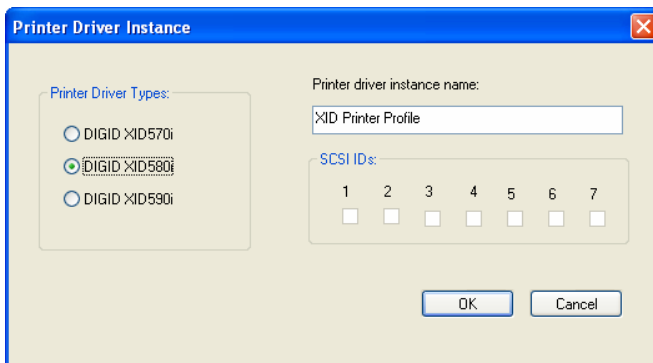 Printer Driver Instance
Printer Driver Types:
DIGID XID570i
DIGID XID580i
DIGID XID590i
Printer driver instance name:
XID Printer Profile
SCSI IDs:
1 2 3 4 5 6 7
OK Cancel